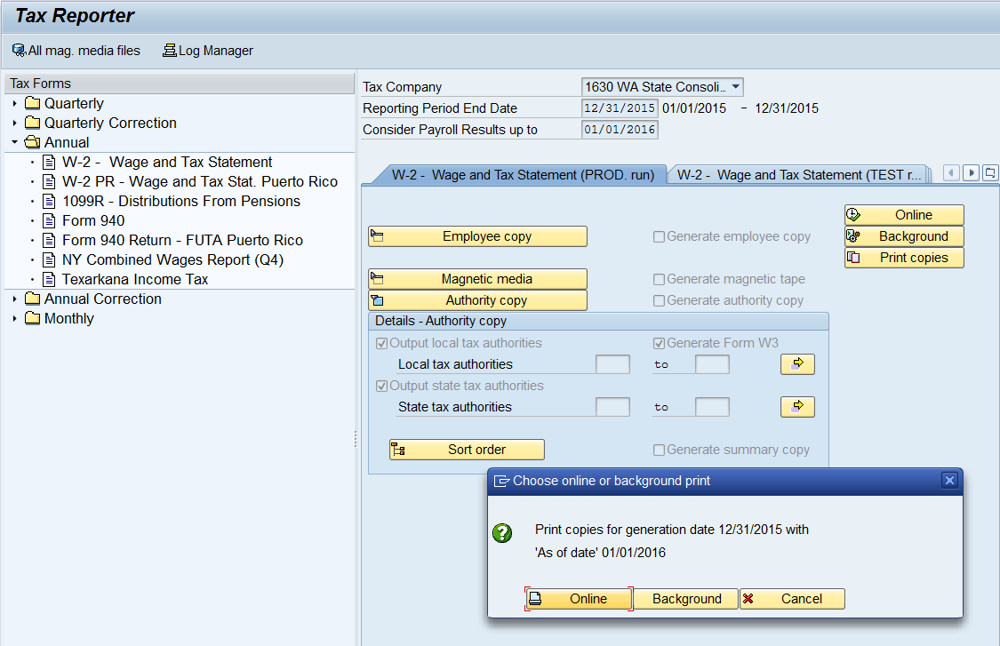 Tax Reporter
All mag. media files Log Manager
Tax Forms
Quarterly
Quarterly Correction
Annual
W-2 - Wage and Tax Statement
W-2 PR - Wage and Tax Stat. Puerto Rico
1099R - Distributions From Pensions
Form 940
Form 940 Return - FUTA Puerto Rico
NY Combined Wages Report (Q4)
Texarkana Income Tax
Annual Correction
Monthly
Tax Company 1630 WA State Consoli...
Reporting Period End Date 12/31/2015 01/01/2015 – 12/31/2015
Consider Payroll Results up to 01/01/2016
W-2 - Wage and Tax Statement (PROD. run) W-2 - Wage and Tax Statement (TEST r...
Online
Background
Print copies
Employee copy Generate employee copy
Magnetic media Generate magnetic tape
Authority copy Generate authority copy
Details - Authority copy
Output local tax authorities Generate Form W3
Local tax authorities to
Output state tax authorities
State tax authorities to
Sort order Generate summary copy
Choose online or background print
Print copies for generation date 12/31/2015 with
'As of date' 01/01/2016
Online Background Cancel